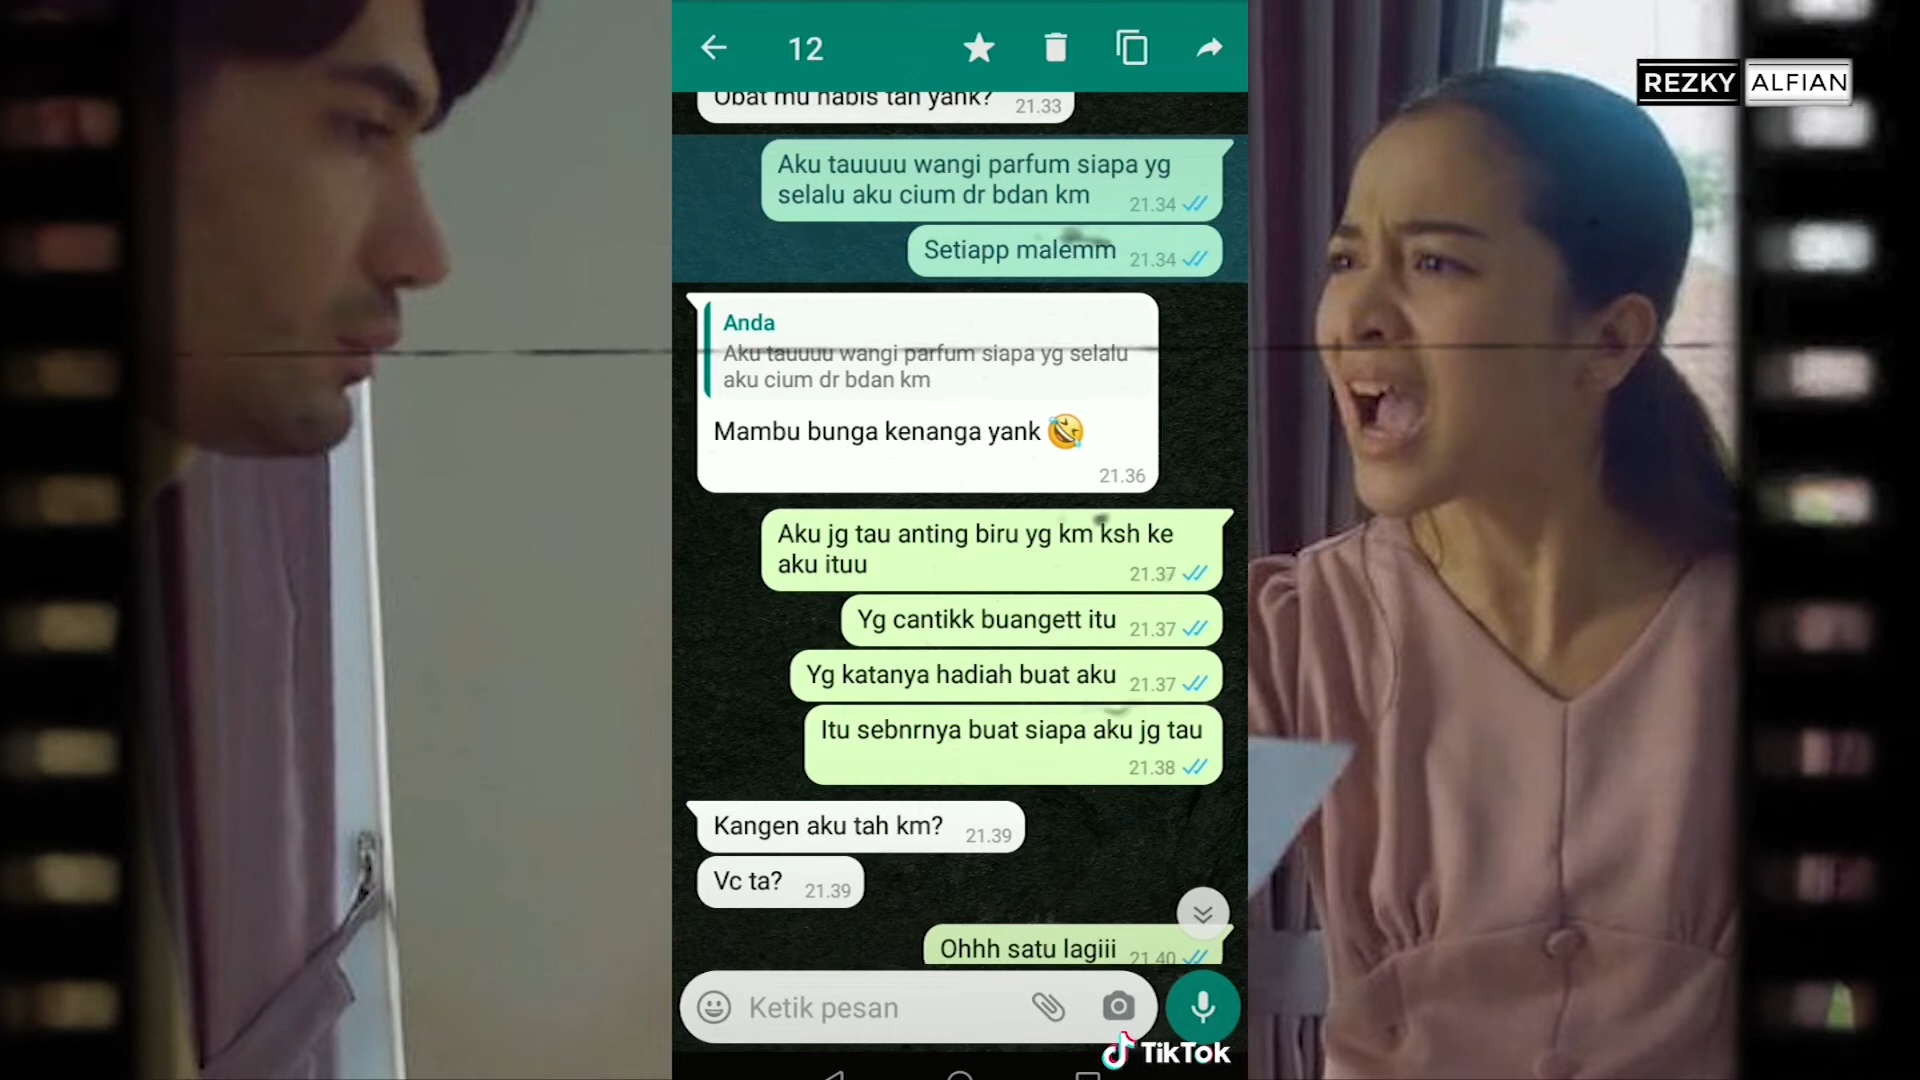 12
REZKY ALFIAN
Obat mu habis tah yank? 21.33
Aku tauuuu wangi parfum siapa yg
selalu aku cium dr bdan km 21.34
Setiapp malemm 21.34
Anda
Aku tauuuu wangi parfum siapa yg selalu
aku cium dr bdan km
Mambu bunga kenanga yank
21.36
Aku jg tau anting biru yg km ksh ke
aku ituu 21.37
Yg cantikk buangett itu 21.37
Yg katanya hadiah buat aku 21.37
Itu sebnrnya buat siapa aku jg tau
21.38
Kangen aku tah km? 21.39
Vc ta? 21.39
Ohhh satu lagiii 21.40
Ketik pesan
TikTok